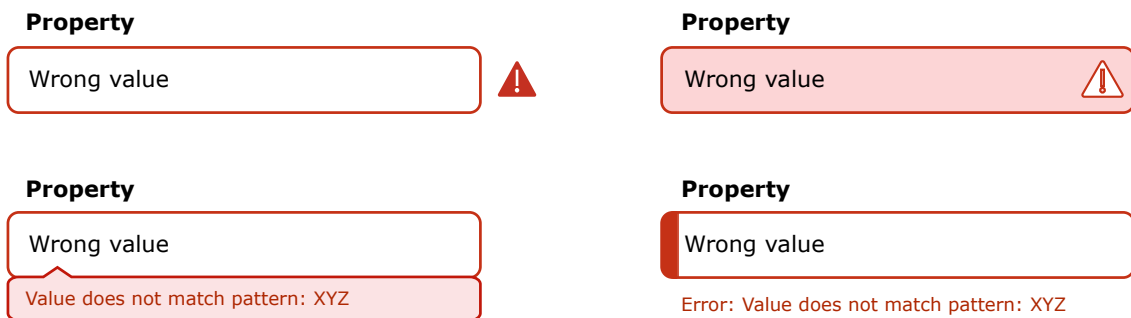 Property
Wrong value
Property
Wrong value
Property
Wrong value
Value does not match pattern: XYZ
Property
Wrong value
Error: Value does not match pattern: XYZ